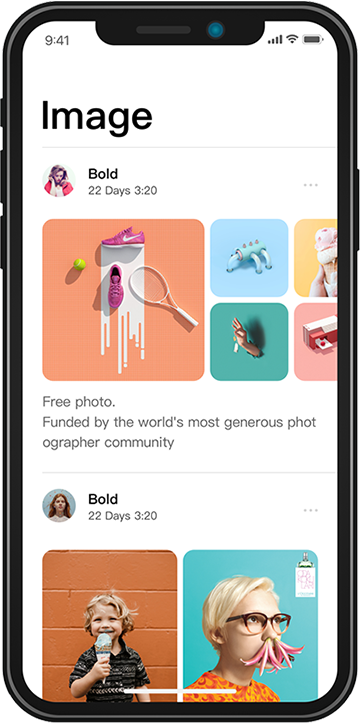 9:41
Image
Bold
22 Days 3:20
Free photo.
Funded by the world's most generous phot
ographer community
Bold
22 Days 3:20